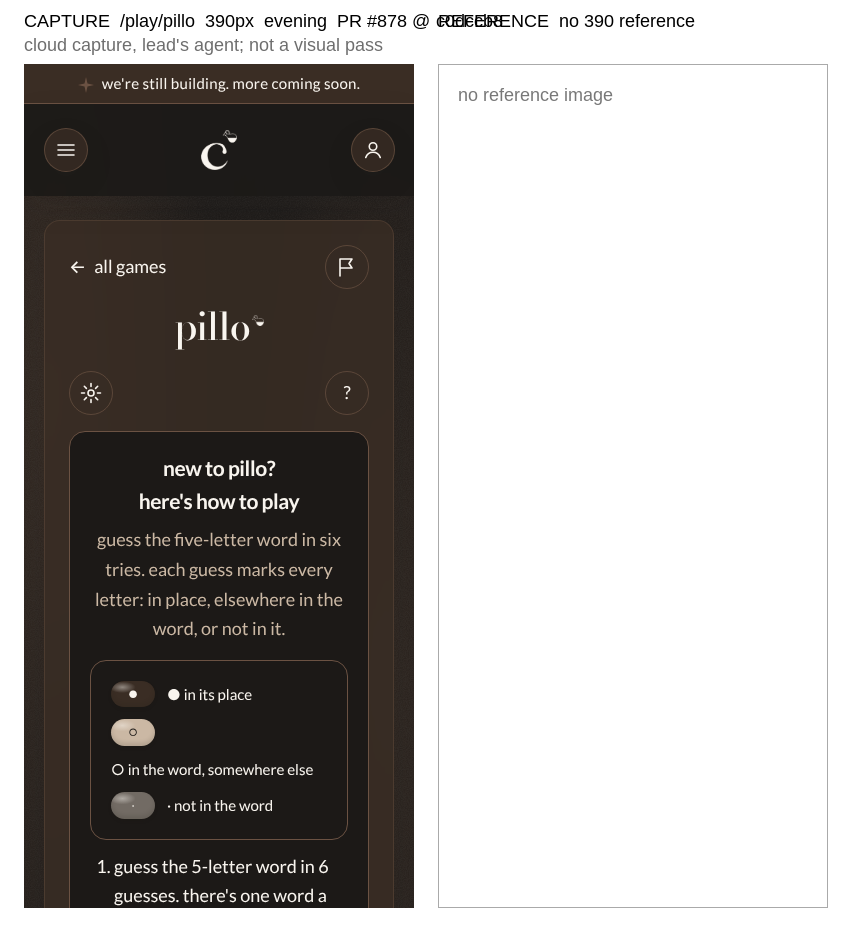 CAPTURE /play/pillo 390px evening PR #878 @
REFERENCE no 390 reference
cloud capture, lead's agent; not a visual pass
we're still building. more coming soon.
c
no reference image
← all games
pillo
?
new to pillo?
here's how to play
guess the five-letter word in six
tries. each guess marks every
letter: in place, elsewhere in the
word, or not in it.
● in its place
○ in the word, somewhere else
· not in the word
1. guess the 5-letter word in 6
guesses. there's one word a